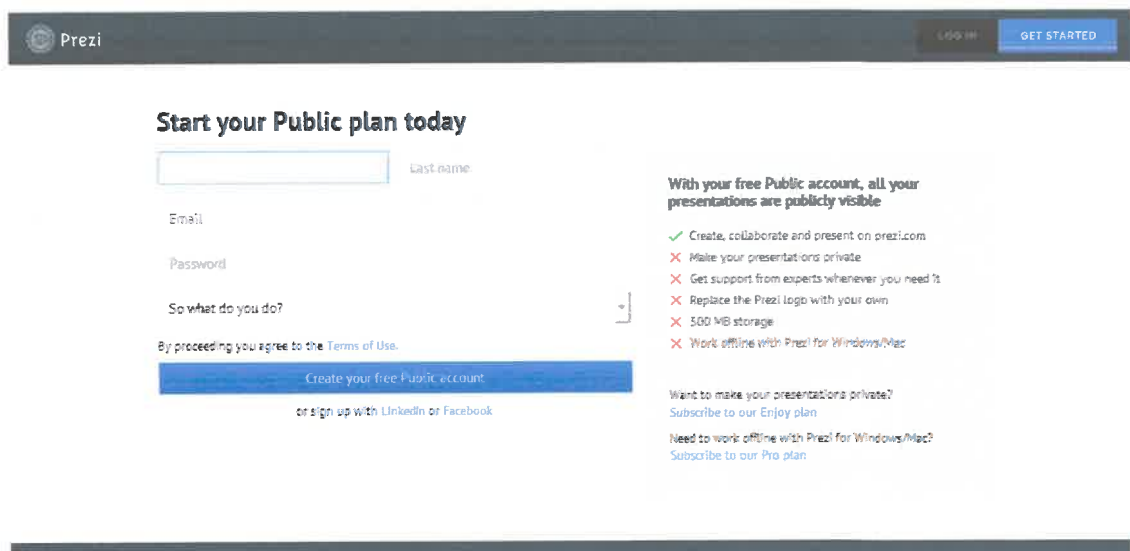 Prezi
LOG IN
GET STARTED
Start your Public plan today
Last name
Email
Password
So what do you do?
By proceeding you agree to the Terms of Use.
Create your free Public account
or sign up with LinkedIn or Facebook
With your free Public account, all your
presentations are publicly visible
Create, collaborate and present on prezi.com
Make your presentations private
Get support from experts whenever you need it
Replace the Prezi logo with your own
500 MB storage
Work offline with Prezi for Windows/Mac
Want to make your presentations private?
Subscribe to our Enjoy plan
Need to work offline with Prezi for Windows/Mac?
Subscribe to our Pro plan